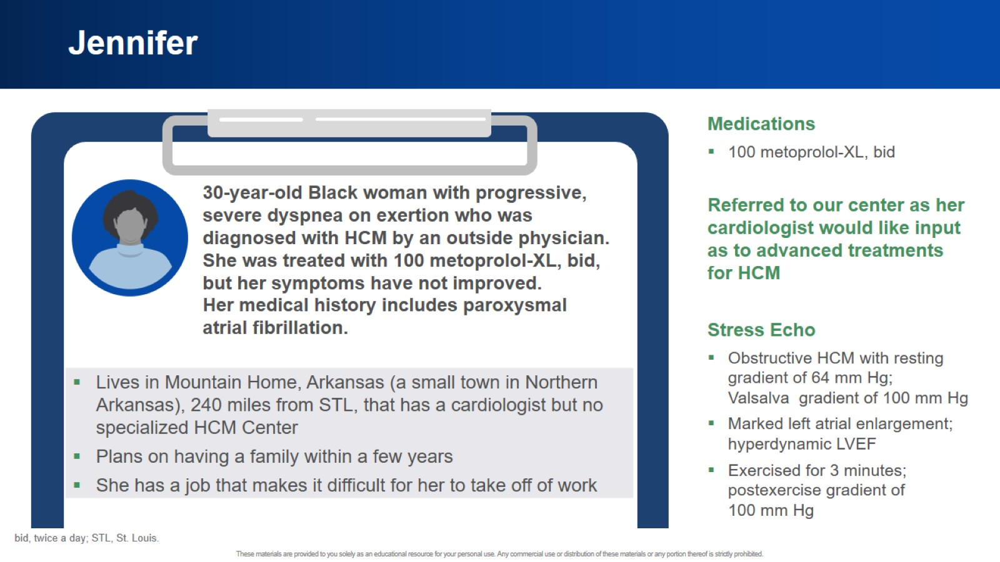 Jennifer
30-year-old Black woman with progressive,
severe dyspnea on exertion who was
diagnosed with HCM by an outside physician.
She was treated with 100 metoprolol-XL, bid,
but her symptoms have not improved.
Her medical history includes paroxysmal
atrial fibrillation.
▪ Lives in Mountain Home, Arkansas (a small town in Northern
Arkansas), 240 miles from STL, that has a cardiologist but no
specialized HCM Center
▪ Plans on having a family within a few years
▪ She has a job that makes it difficult for her to take off of work
Medications
▪ 100 metoprolol-XL, bid
Referred to our center as her
cardiologist would like input
as to advanced treatments
for HCM
Stress Echo
▪ Obstructive HCM with resting
gradient of 64 mm Hg;
Valsalva gradient of 100 mm Hg
▪ Marked left atrial enlargement;
hyperdynamic LVEF
▪ Exercised for 3 minutes;
postexercise gradient of
100 mm Hg
bid, twice a day; STL, St. Louis.
These materials are provided to you solely as an educational resource for your personal use. Any commercial use or distribution of these materials or any portion thereof is strictly prohibited.